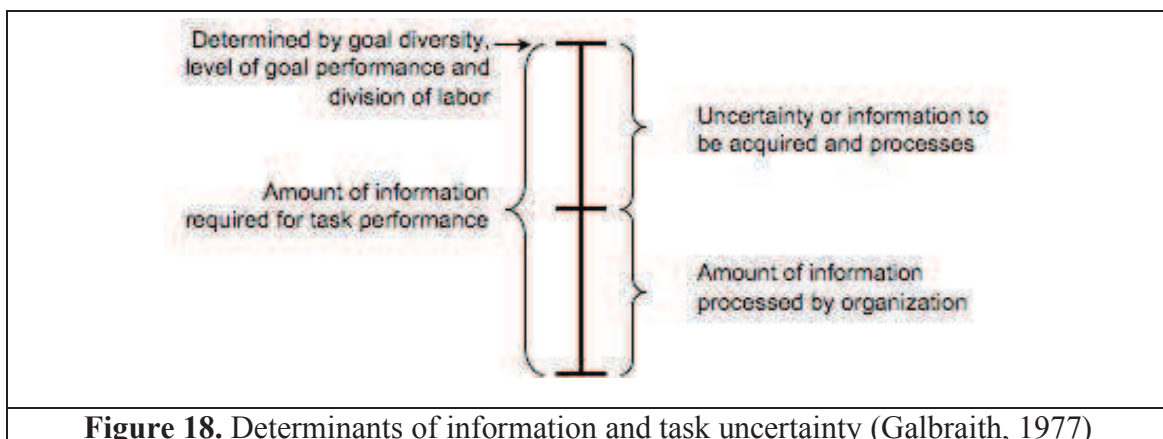 Determined by goal diversity,
level of goal performance and
division of labor
Uncertainty or information to
be acquired and processes
Amount of information
required for task performance
Amount of information
processed by organization
Figure 18. Determinants of information and task uncertainty (Galbraith, 1977)